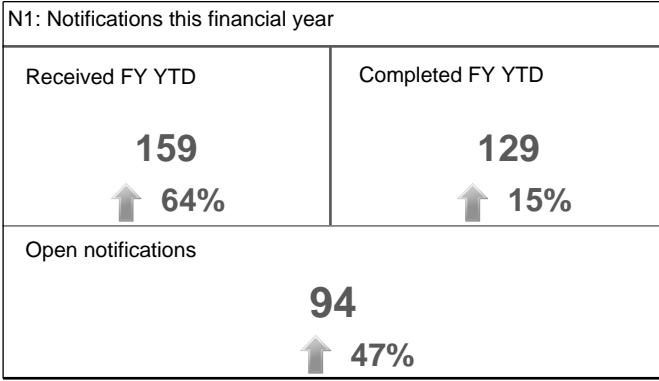 N1: Notifications this financial year
Received FY YTD
159
64%
Completed FY YTD
129
15%
Open notifications
94
47%